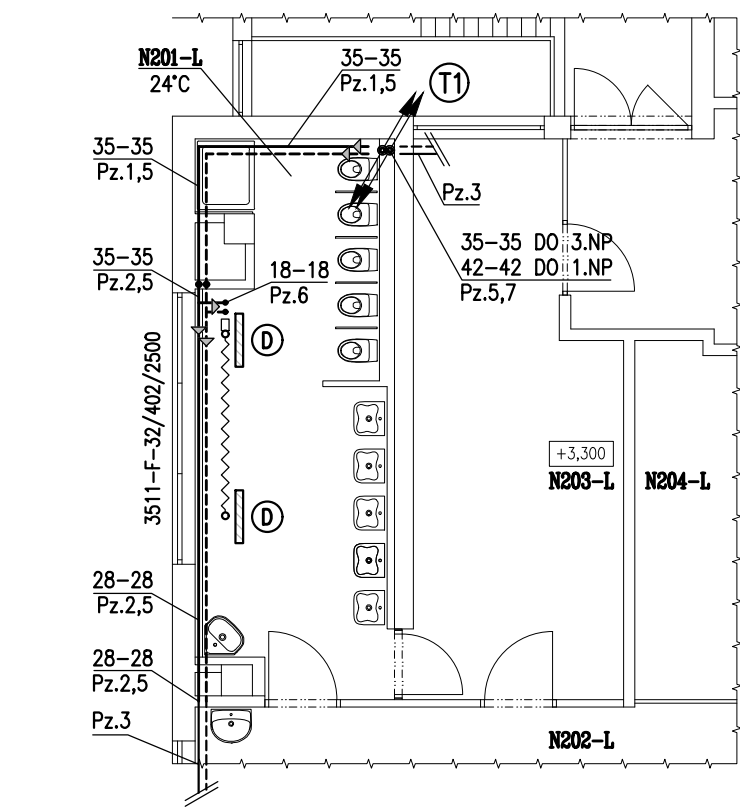 N201-L
24°C
35-35
Pz.1,5
T1
35-35
Pz.1,5
Pz.3
35-35 DO 3.NP
42-42 DO 1.NP
Pz.5,7
35-35
Pz.2,5
18-18
Pz.6
D
3511-F-32/402/2500
+3,300
N203-L
N204-L
D
28-28
Pz.2,5
28-28
Pz.2,5
Pz.3
N202-L